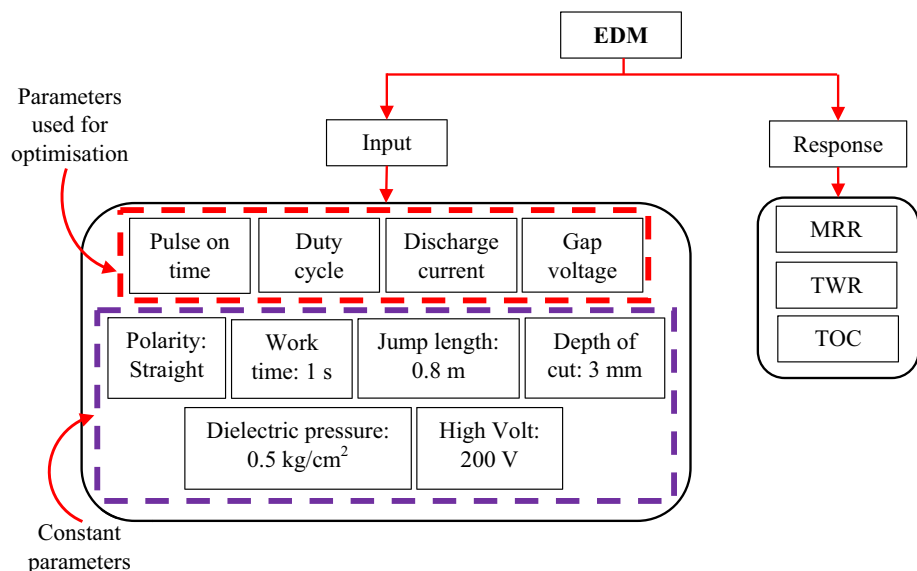 EDM
Parameters
used for
optimisation
Input
Response
Pulse on
time
Duty
cycle
Discharge
current
Gap
voltage
MRR
TWR
TOC
Polarity:
Straight
Work
time: 1 s
Jump length:
0.8 m
Depth of
cut: 3 mm
Dielectric pressure:
0.5 kg/cm²
High Volt:
200 V
Constant
parameters